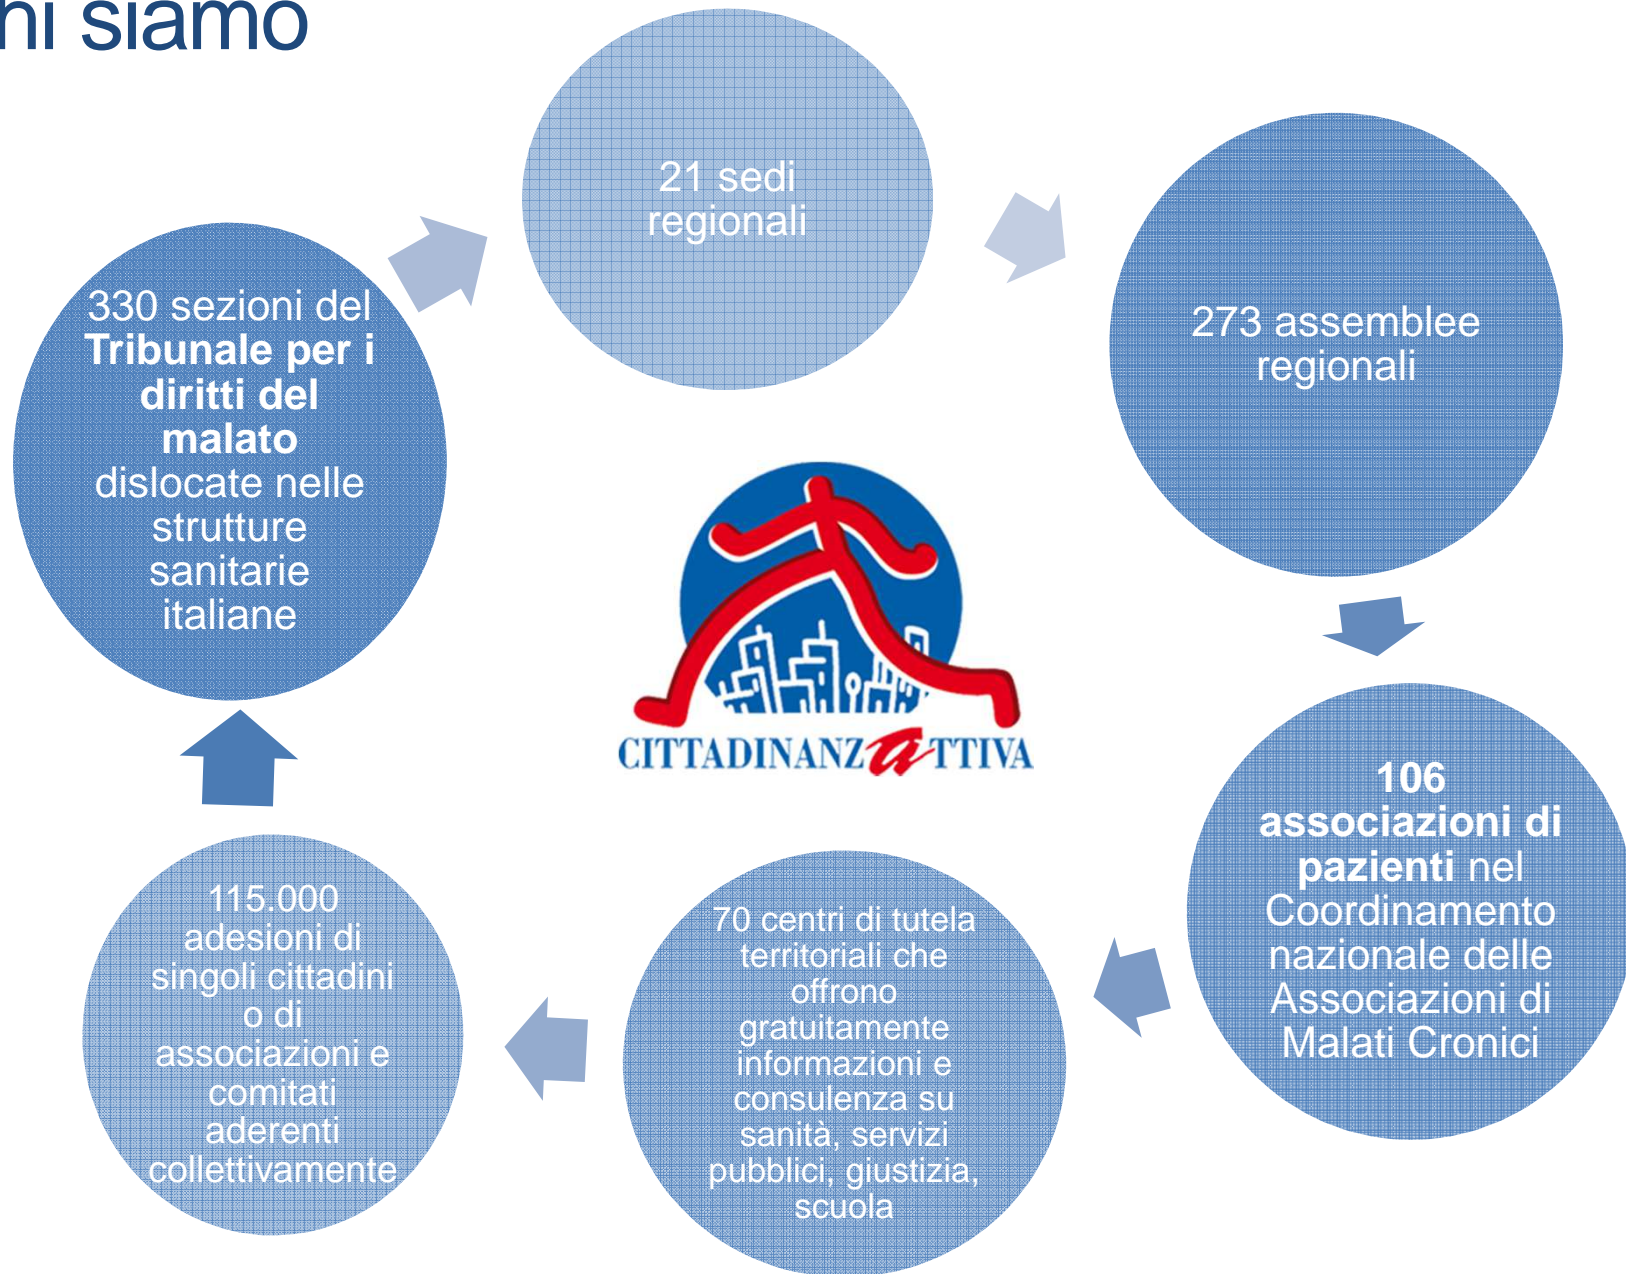 hi siamo
21 sedi
regionali
273 assemblee
regionali
106
associazioni di
pazienti nel
Coordinamento
nazionale delle
Associazioni di
Malati Cronici
70 centri di tutela
territoriali che
offrono
gratuitamente
informazioni e
consulenza su
sanità, servizi
pubblici, giustizia,
scuola
115.000
adesioni di
singoli cittadini
o di
associazioni e
comitati
aderenti
collettivamente
330 sezioni del
Tribunale per i
diritti del
malato
dislocate nelle
strutture
sanitarie
italiane
CITTADINANZATTIVA